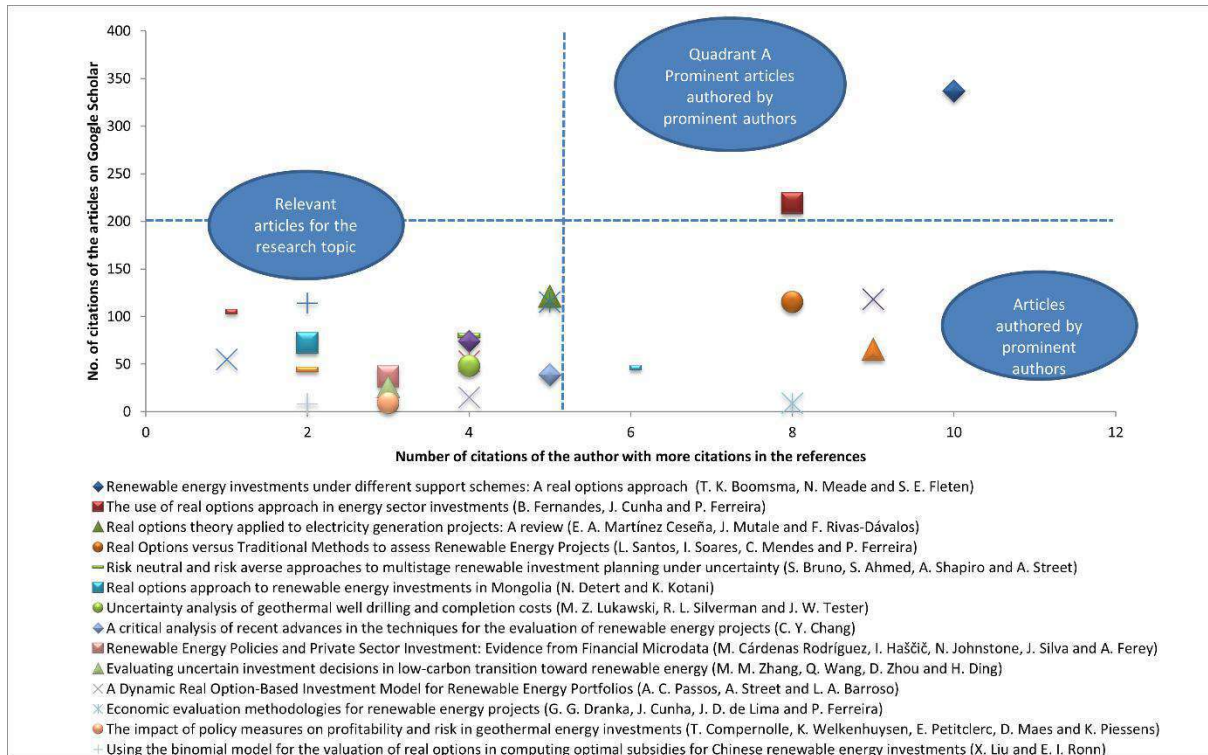 400
350
300
250
200
150
100
50
0
No. of citations of the articles on Google Scholar
Quadrant A
Prominent articles
authored by
prominent authors
Relevant
articles for the
research topic
Articles
authored by
prominent
authors
0 2 4 6 8 10 12
Number of citations of the author with more citations in the references
Renewable energy investments under different support schemes: A real options approach (T. K. Boomsma, N. Meade and S. E. Fleten)
The use of real options approach in energy sector investments (B. Fernandes, J. Cunha and P. Ferreira)
Real options theory applied to electricity generation projects: A review (E. A. Martínez Ceseña, J. Mutale and F. Rivas-Dávalos)
Real Options versus Traditional Methods to assess Renewable Energy Projects (L. Santos, I. Soares, C. Mendes and P. Ferreira)
Risk neutral and risk averse approaches to multistage renewable investment planning under uncertainty (S. Bruno, S. Ahmed, A. Shapiro and A. Street)
Real options approach to renewable energy investments in Mongolia (N. Detert and K. Kotani)
Uncertainty analysis of geothermal well drilling and completion costs (M. Z. Lukawski, R. L. Silverman and J. W. Tester)
A critical analysis of recent advances in the techniques for the evaluation of renewable energy projects (C. Y. Chang)
Renewable Energy Policies and Private Sector Investment: Evidence from Financial Microdata (M. Cárdenas Rodríguez, I. Haščič, N. Johnstone, J. Silva and A. Ferey)
Evaluating uncertain investment decisions in low-carbon transition toward renewable energy (M. M. Zhang, Q. Wang, D. Zhou and H. Ding)
A Dynamic Real Option-Based Investment Model for Renewable Energy Portfolios (A. C. Passos, A. Street and L. A. Barroso)
Economic evaluation methodologies for renewable energy projects (G. G. Dranka, J. Cunha, J. D. de Lima and P. Ferreira)
The impact of policy measures on profitability and risk in geothermal energy investments (T. Compernolle, K. Welkenhuysen, E. Petitclerc, D. Maes and K. Piessens)
Using the binomial model for the valuation of real options in computing optimal subsidies for Chinese renewable energy investments (X. Liu and E. I. Ronn)